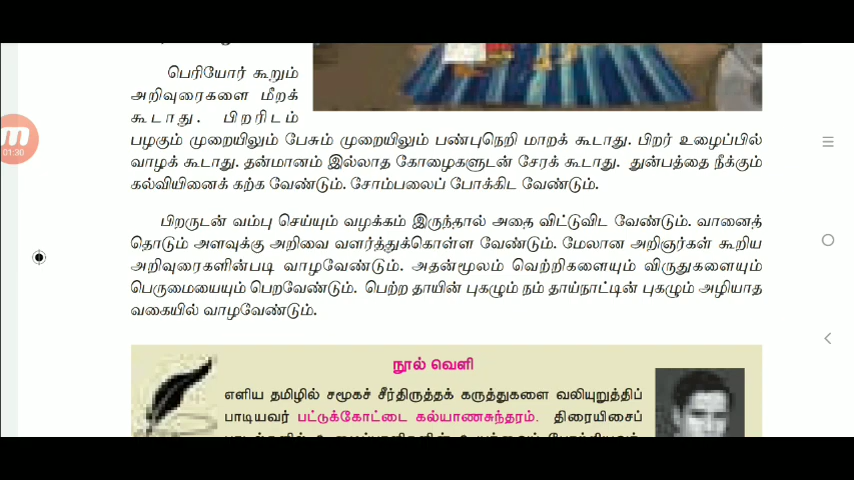 பெரியோர் கூறும்
அறிவுரைகளை மீறக்
கூடாது. பிறரிடம்
பழகும் முறையிலும் பேசும் முறையிலும் பண்புநெறி மாறக் கூடாது. பிறர் உழைப்பில்
வாழக் கூடாது. தன்மானம் இல்லாத கோழைகளுடன் சேரக் கூடாது. துன்பத்தை நீக்கும்
கல்வியினைக் கற்க வேண்டும். சோம்பலைப் போக்கிட வேண்டும்.
பிறருடன் வம்பு செய்யும் வழக்கம் இருந்தால் அதை விட்டுவிட வேண்டும். வானைத்
தொடும் அளவுக்கு அறிவை வளர்த்துக்கொள்ள வேண்டும். மேலான அறிஞர்கள் கூறிய
அறிவுரைகளின்படி வாழவேண்டும். அதன்மூலம் வெற்றிகளையும் விருதுகளையும்
பெருமையையும் பெறவேண்டும். பெற்ற தாயின் புகழும் நம் தாய்நாட்டின் புகழும் அழியாத
வகையில் வாழவேண்டும்.
01:30
நூல் வெளி
எளிய தமிழில் சமூகச் சீர்திருத்தக் கருத்துகளை வலியுறுத்திப்
பாடியவர் பட்டுக்கோட்டை கல்யாணசுந்தரம். திரையிசைப்